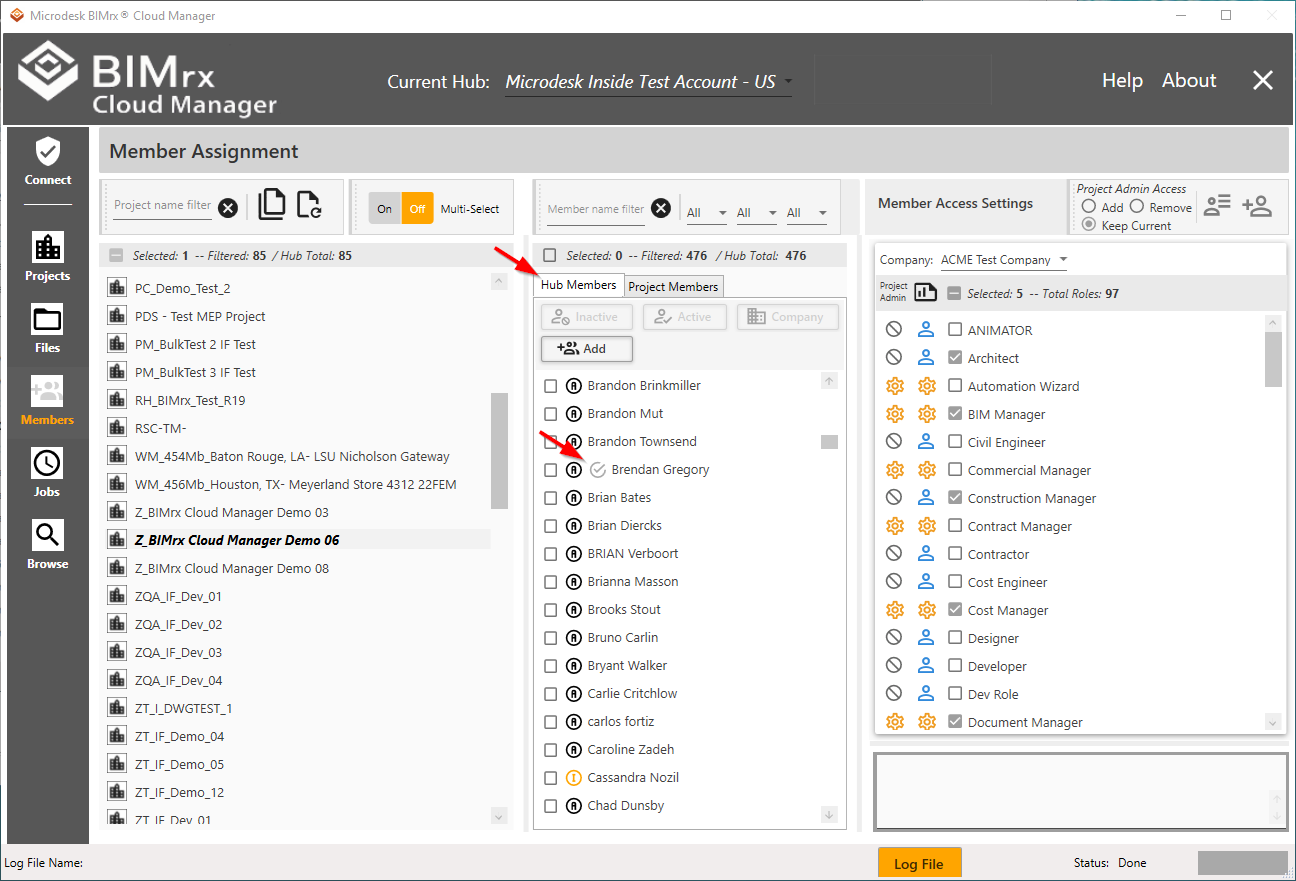 Microdesk BIMrx® Cloud Manager
BIMrx
Cloud Manager
Current Hub: Microdesk Inside Test Account - US
Help About
Connect
Projects
Files
Members
Jobs
Browse
Member Assignment
Project name filter
On Off Multi-Select
Member name filter
All All All
Member Access Settings
Project Admin Access
Add Remove
Keep Current
Selected: 1 -- Filtered: 85 / Hub Total: 85
PC_Demo_Test_2
PDS - Test MEP Project
PM_BulkTest 2 IF Test
PM_BulkTest 3 IF Test
RH_BIMrx_Test_R19
RSC-TM-
WM_454Mb_Baton Rouge, LA- LSU Nicholson Gateway
WM_456Mb_Houston, TX- Meyerland Store 4312 22FEM
Z_BIMrx Cloud Manager Demo 03
Z_BIMrx Cloud Manager Demo 06
Z_BIMrx Cloud Manager Demo 08
ZQA_IF_Dev_01
ZQA_IF_Dev_02
ZQA_IF_Dev_03
ZQA_IF_Dev_04
ZT_I_DWGTEST_1
ZT_IF_Demo_04
ZT_IF_Demo_05
ZT_IF_Demo_12
ZT_IF_Dev_01
Selected: 0 -- Filtered: 476 / Hub Total: 476
Hub Members Project Members
Inactive Active Company
Add
A Brandon Brinkmiller
A Brandon Mut
A Brandon Townsend
A Brendan Gregory
A Brian Bates
A Brian Diercks
A BRIAN Verboort
A Brianna Masson
A Brooks Stout
A Bruno Carlin
A Bryant Walker
A Carlie Critchlow
A carlos fortiz
A Caroline Zadeh
I Cassandra Nozil
A Chad Dunsby
Company: ACME Test Company
Project
Admin
Selected: 5 -- Total Roles: 97
ANIMATOR
Architect
Automation Wizard
BIM Manager
Civil Engineer
Commercial Manager
Construction Manager
Contract Manager
Contractor
Cost Engineer
Cost Manager
Designer
Developer
Dev Role
Document Manager
Log File Name:
Log File
Status: Done